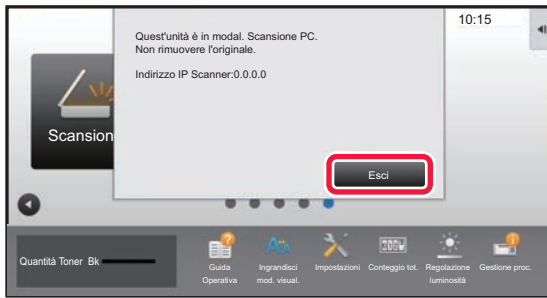 10:15
Quest'unità è in modal. Scansione PC.
Non rimuovere l'originale.
Indirizzo IP Scanner:0.0.0.0
Scansion
Esci
Quantità Toner Bk
Guida
Operativa
Ingrandisci
mod. visual.
Impostazioni
Conteggio tot.
Regolazione
luminosità
Gestione proc.